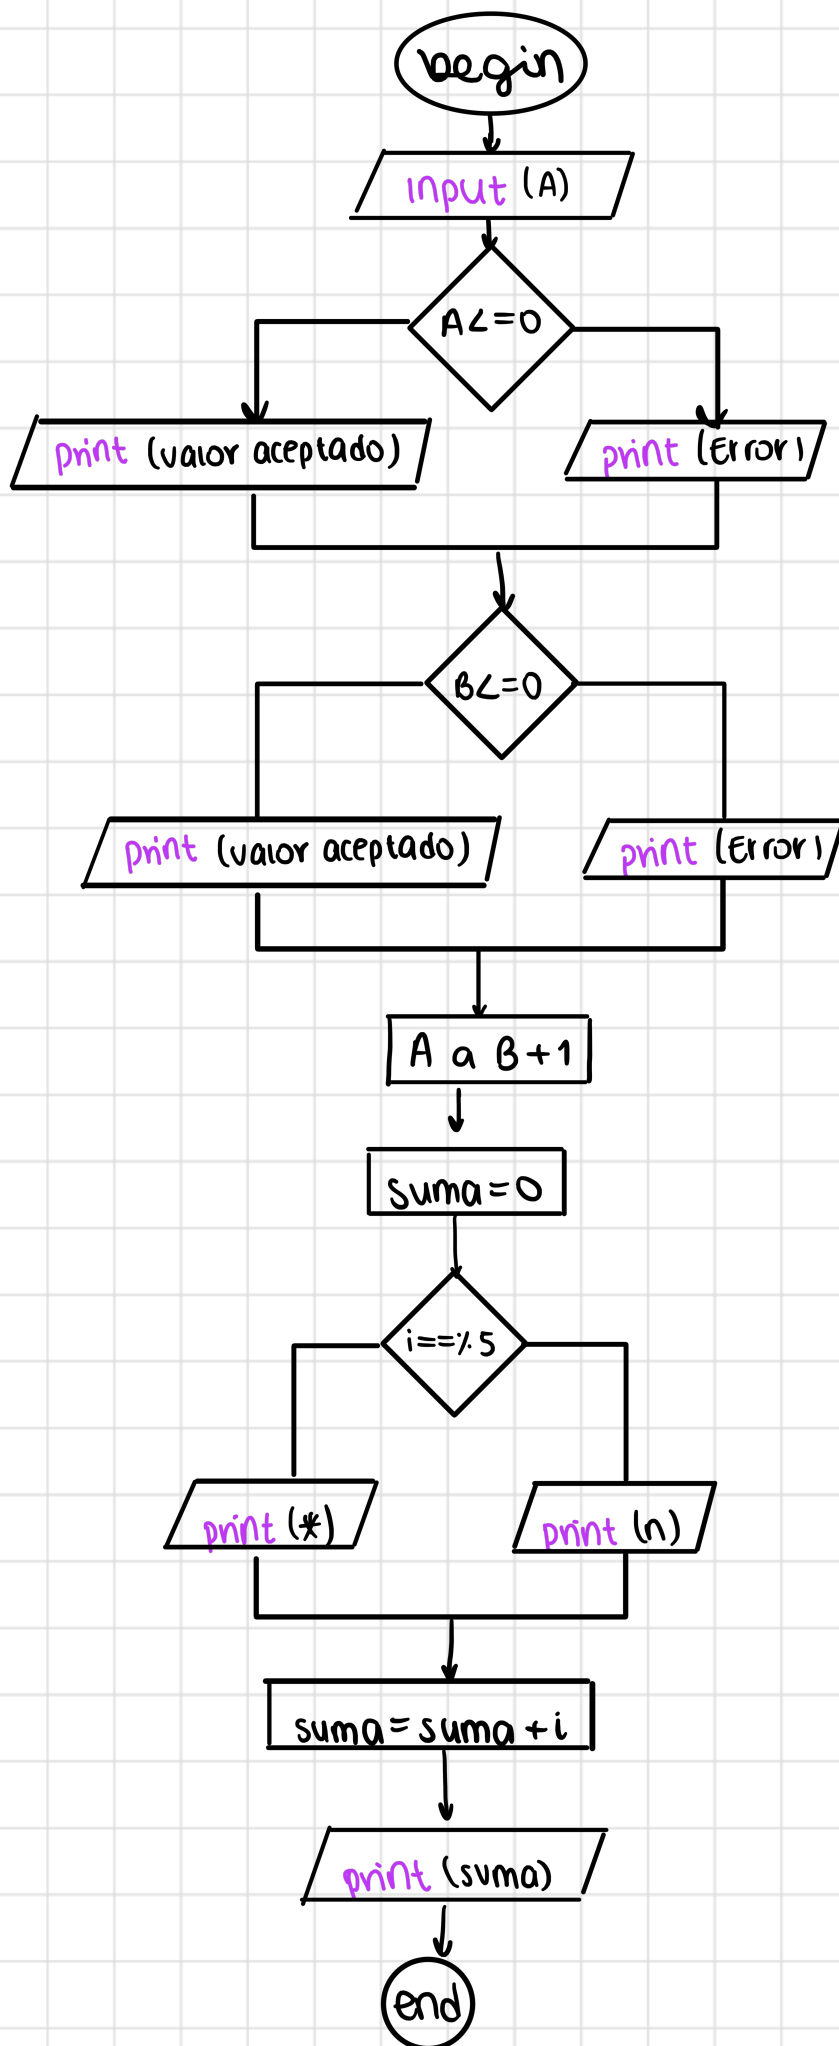 begin
input (A)
A<=0
print (valor aceptado)
print (Error)
B<=0
print (valor aceptado)
print (Error)
A a B+1
suma=0
i==%5
print (*)
print (n)
suma=suma+i
print (suma)
end